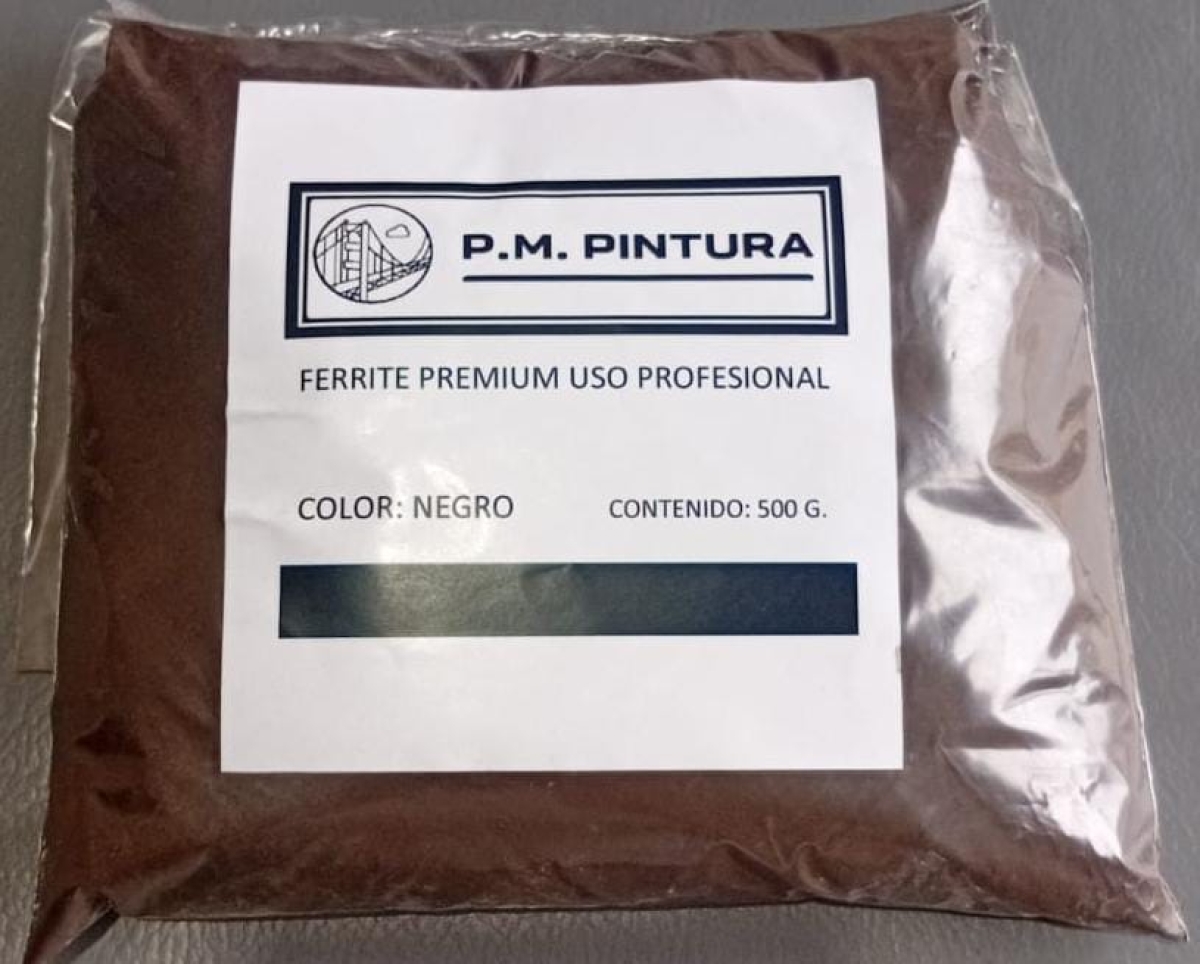 P.M. PINTURA
FERRITE PREMIUM USO PROFESIONAL
COLOR: NEGRO CONTENIDO: 500 G.